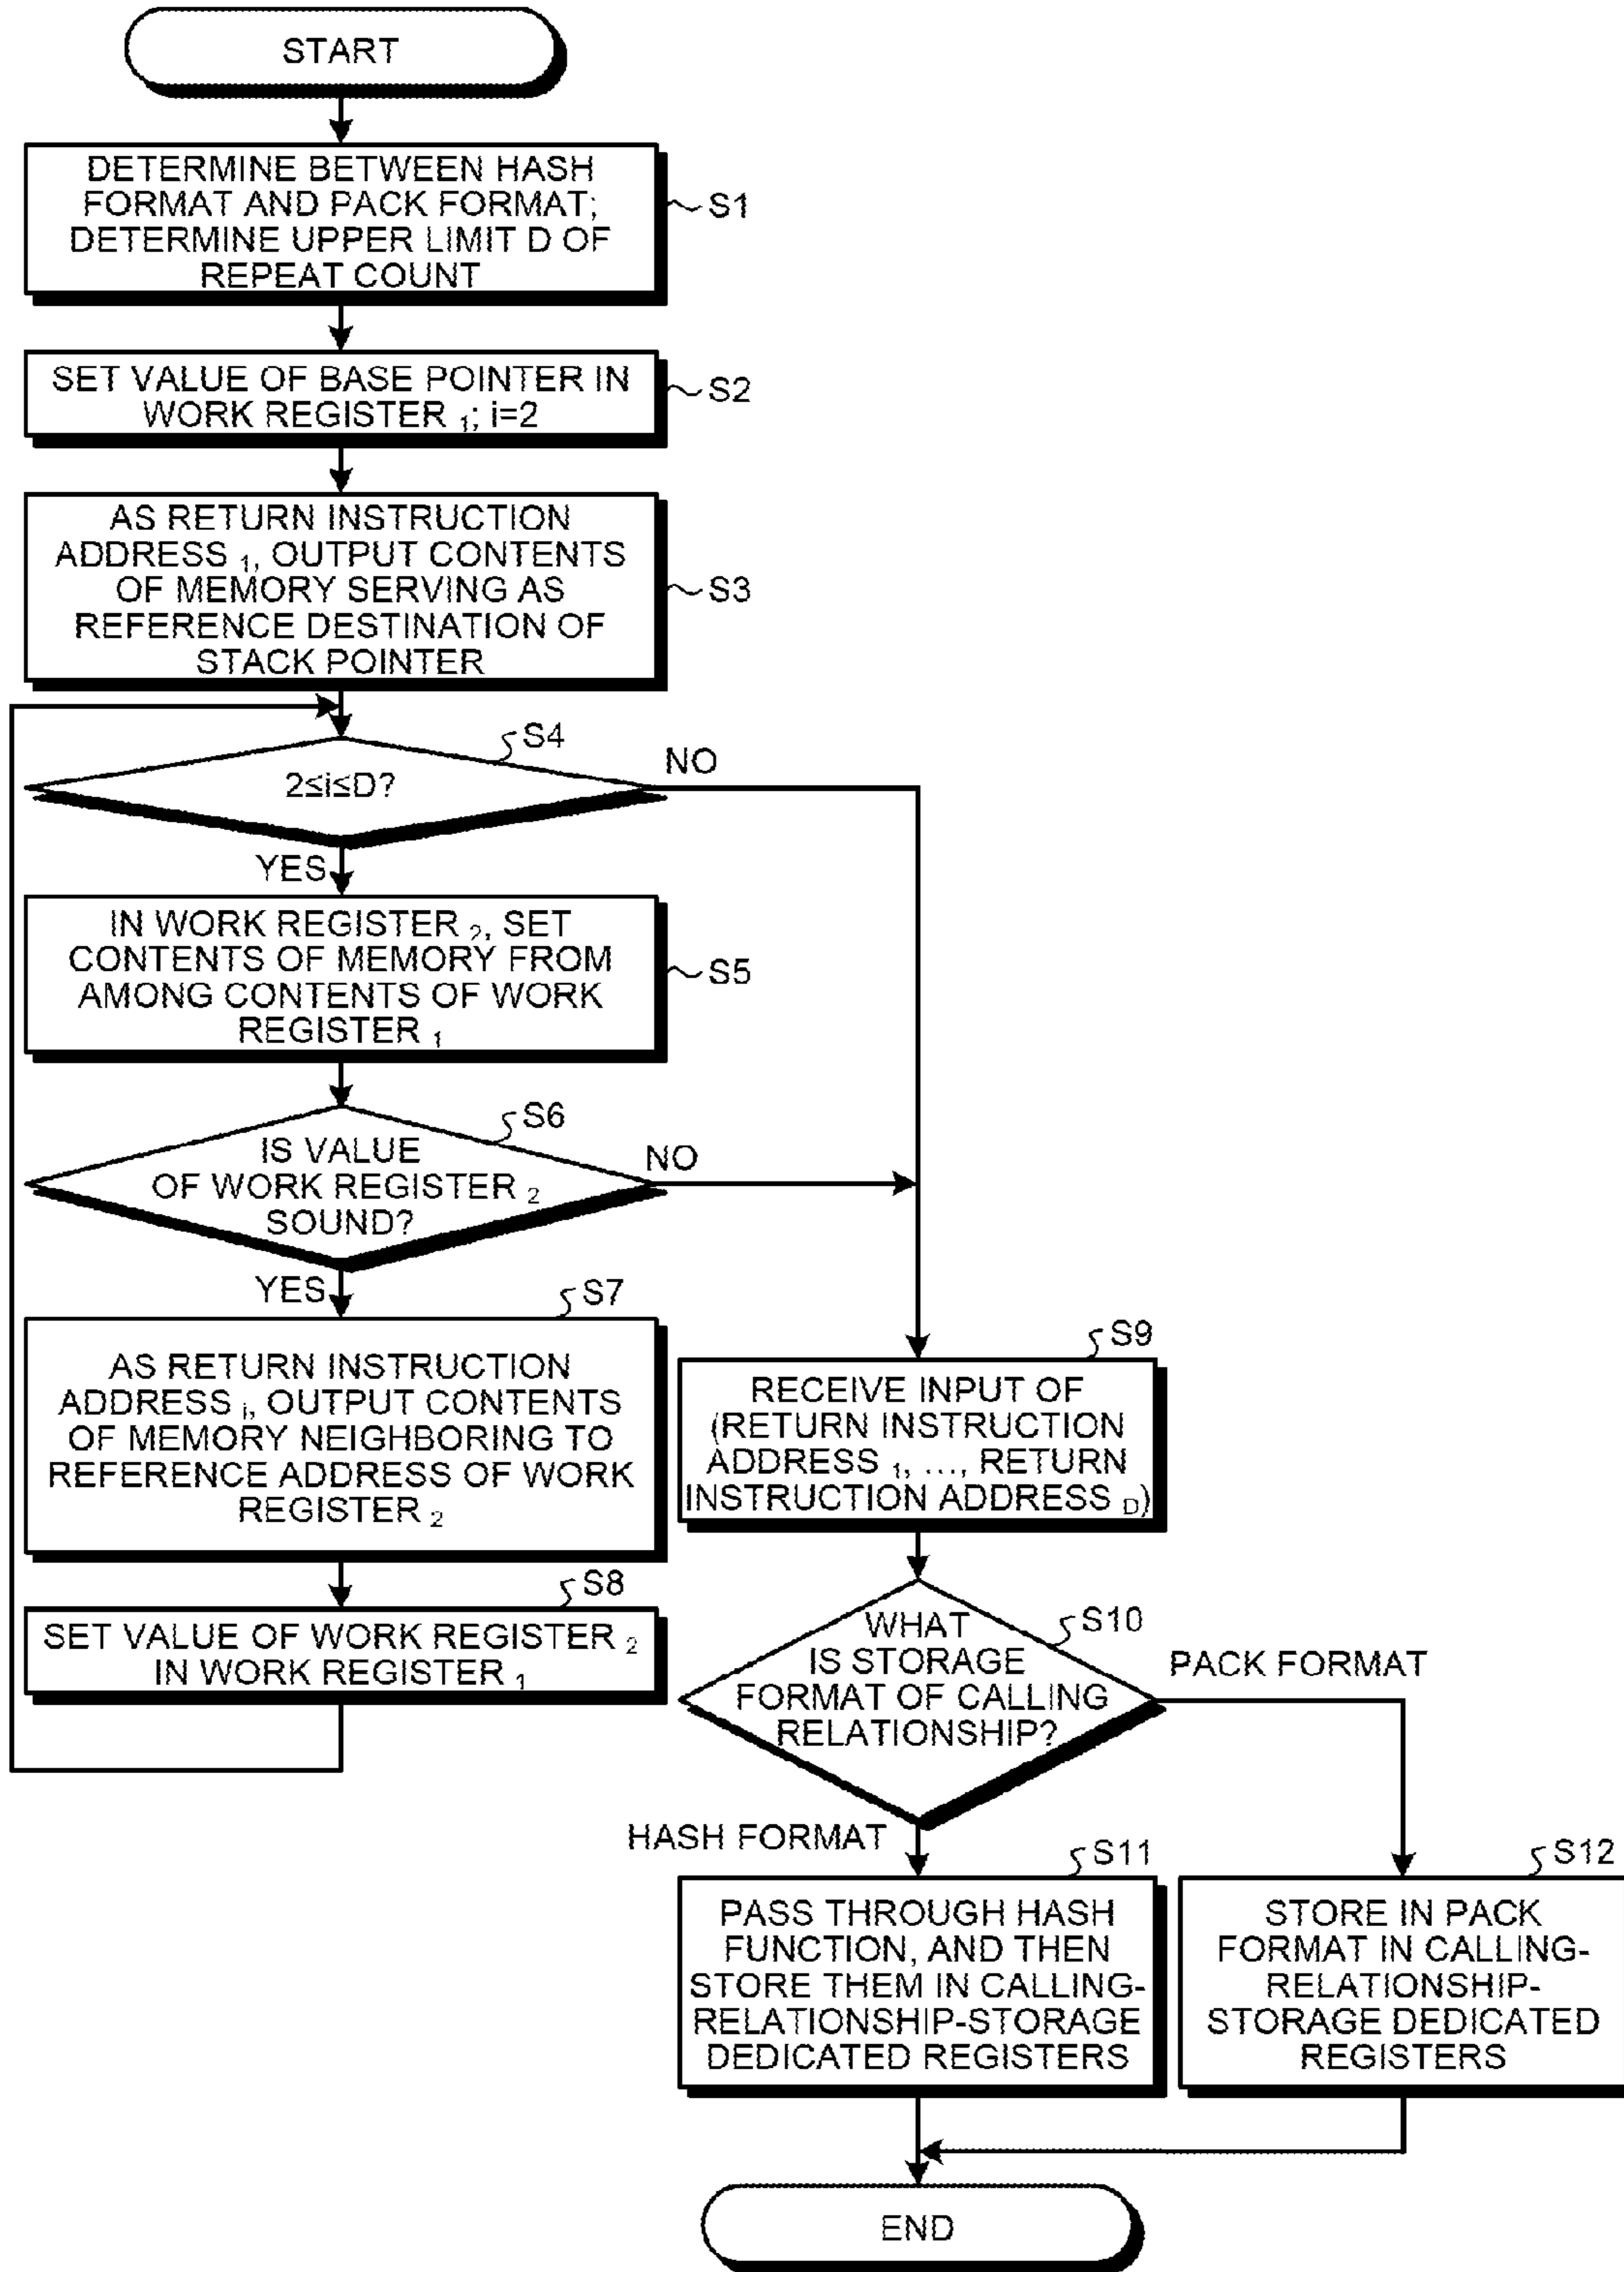 START
DETERMINE BETWEEN HASH
FORMAT AND PACK FORMAT;
DETERMINE UPPER LIMIT D OF
REPEAT COUNT
S1
SET VALUE OF BASE POINTER IN
WORK REGISTER 1; i=2
S2
AS RETURN INSTRUCTION
ADDRESS 1, OUTPUT CONTENTS
OF MEMORY SERVING AS
REFERENCE DESTINATION OF
STACK POINTER
S3
S4
2≤i≤D?
NO
YES
IN WORK REGISTER 2, SET
CONTENTS OF MEMORY FROM
AMONG CONTENTS OF WORK
REGISTER 1
S5
S6
IS VALUE
OF WORK REGISTER 2
SOUND?
NO
YES
S7
AS RETURN INSTRUCTION
ADDRESS i, OUTPUT CONTENTS
OF MEMORY NEIGHBORING TO
REFERENCE ADDRESS OF WORK
REGISTER 2
S8
SET VALUE OF WORK REGISTER 2
IN WORK REGISTER 1
S9
RECEIVE INPUT OF
(RETURN INSTRUCTION
ADDRESS 1, ..., RETURN
INSTRUCTION ADDRESS D)
S10
WHAT
IS STORAGE
FORMAT OF CALLING
RELATIONSHIP?
PACK FORMAT
HASH FORMAT
S11
PASS THROUGH HASH
FUNCTION, AND THEN
STORE THEM IN CALLING-
RELATIONSHIP-STORAGE
DEDICATED REGISTERS
S12
STORE IN PACK
FORMAT IN CALLING-
RELATIONSHIP-
STORAGE DEDICATED
REGISTERS
END